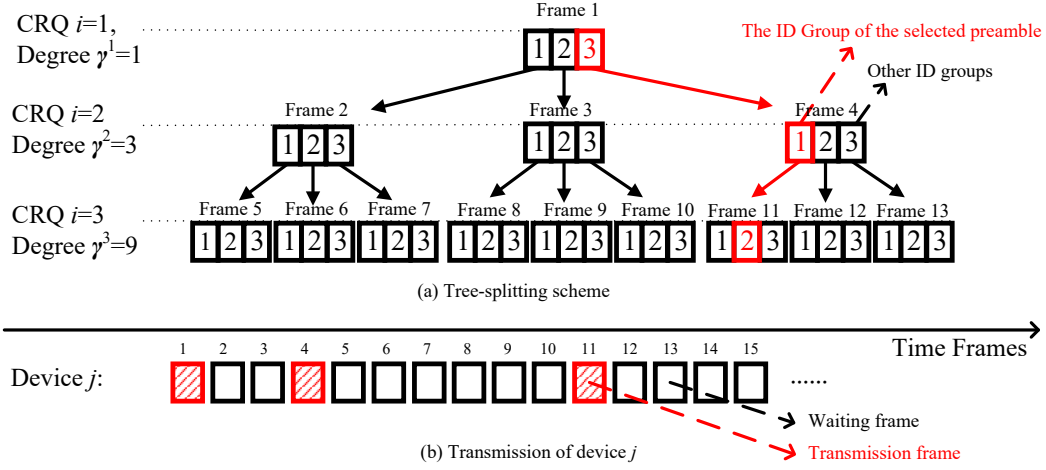 Frame 1
CRQ i=1,
Degree γ¹=1
1 2 3
The ID Group of the selected preamble
Other ID groups
CRQ i=2
Degree γ²=3
Frame 2 Frame 3 Frame 4
1 2 3 1 2 3 1 2 3
CRQ i=3
Degree γ³=9
Frame 5 Frame 6 Frame 7 Frame 8 Frame 9 Frame 10 Frame 11 Frame 12 Frame 13
1 2 3 1 2 3 1 2 3 1 2 3 1 2 3 1 2 3 1 2 3 1 2 3 1 2 3
(a) Tree-splitting scheme
Time Frames
1 2 3 4 5 6 7 8 9 10 11 12 13 14 15
Device j:
......
Waiting frame
(b) Transmission of device j
Transmission frame